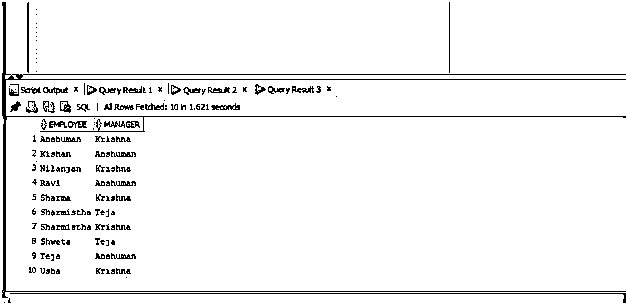 Script Output × Query Result 1 × Query Result 2 × Query Result 3 ×
SQL | All Rows Fetched: 10 in 1.621 seconds
EMPLOYEE MANAGER
1 Anshuman Krishna
2 Kishan Anshuman
3 Nilanjan Krishna
4 Ravi Anshuman
5 Sharma Krishna
6 Sharmistha Teja
7 Sharmistha Krishna
8 Shweta Teja
9 Teja Anshuman
10 Usha Krishna